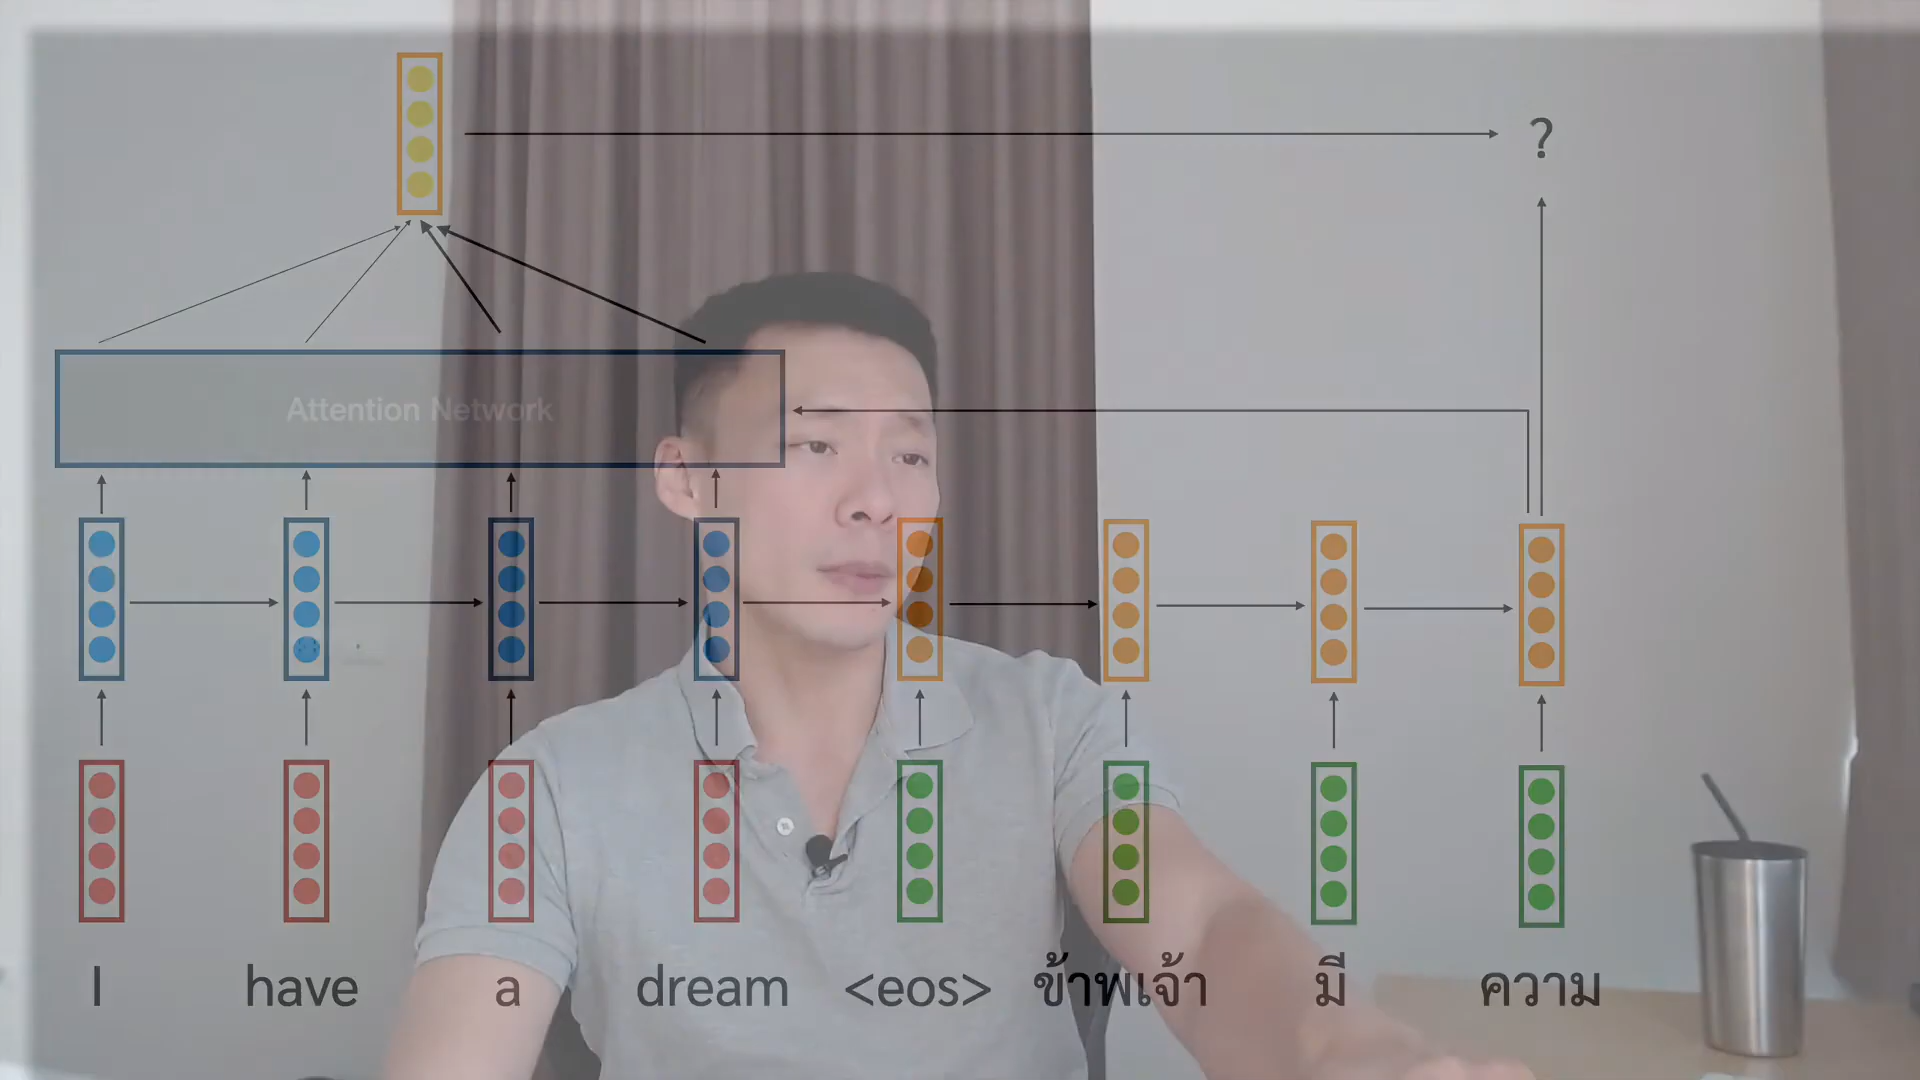 ?
Attention Network
I have a dream <eos> ข้าพเจ้า มี ความ